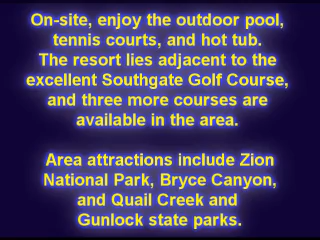 On-site, enjoy the outdoor pool,
tennis courts, and hot tub.
The resort lies adjacent to the
excellent Southgate Golf Course,
and three more courses are
available in the area.
Area attractions include Zion
National Park, Bryce Canyon,
and Quail Creek and
Gunlock state parks.